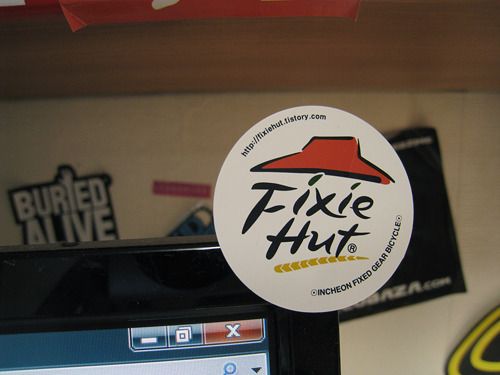 http://fixiehut.tistory.com
Fixie
Hut®
INCHEON FIXED GEAR BICYCLE
BURIED
ALIVE